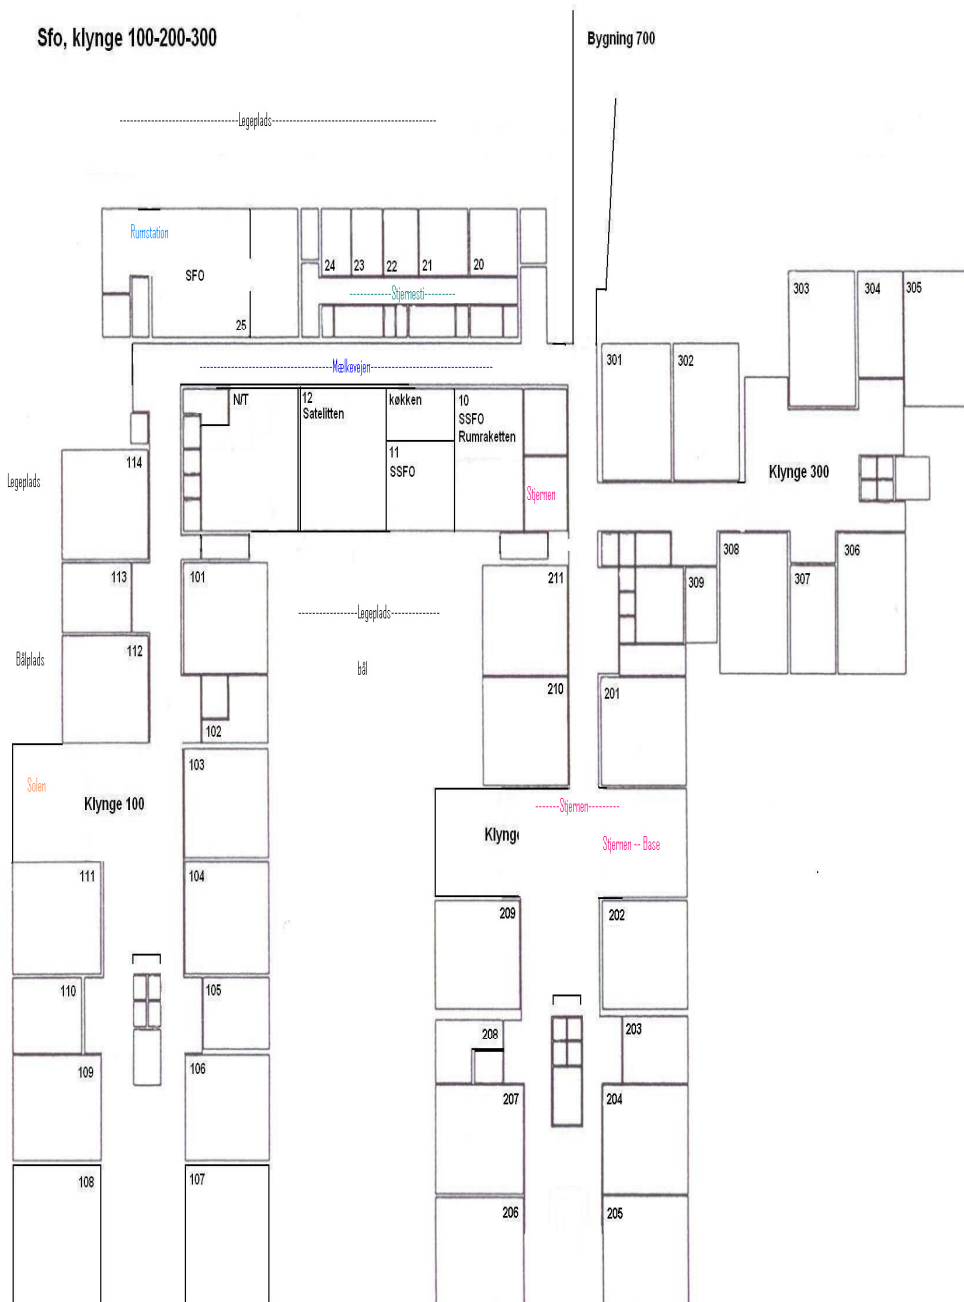 Sfo, klynge 100-200-300
Bygning 700
Legeplads
Rumstation
SFO
25
24
23
22
21
20
Stjernesti
303
304
305
301
302
Mælkevejen
N/T
12
Satelitten
køkken
10
SSFO
Rumraketten
11
SSFO
Stjernen
114
Legeplads
Klynge 300
113
101
211
309
308
307
306
Legeplads
Bålplads
112
bål
210
201
102
103
Solen
Klynge 100
Stjernen
Klynge
Stjernen -- Base
111
104
209
202
110
105
208
203
109
106
207
204
108
107
206
205